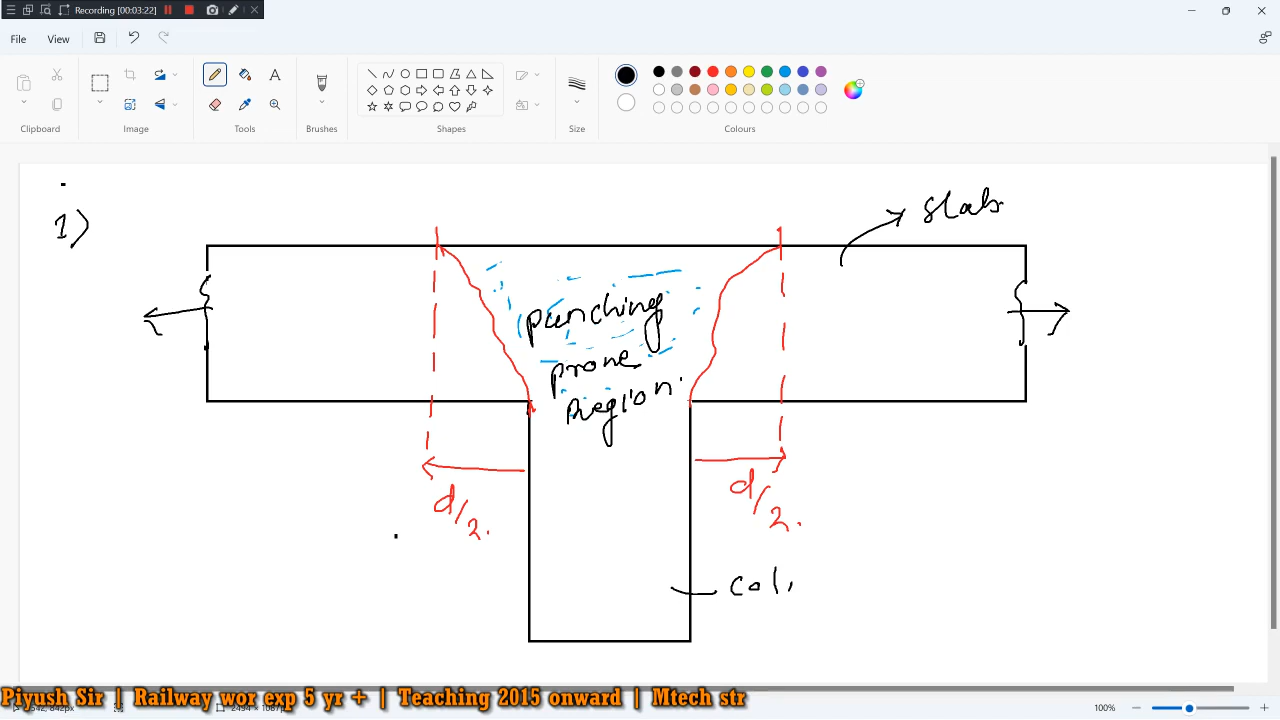 Recording [00:03:22]
File View
Clipboard
Image
Tools
Brushes
Shapes
Size
Colours
1)
slab
punching
prone
region.
d/2.
d/2.
col.
Piyush Sir | Railway wor exp 5 yr + | Teaching 2015 onward | Mtech str
100%